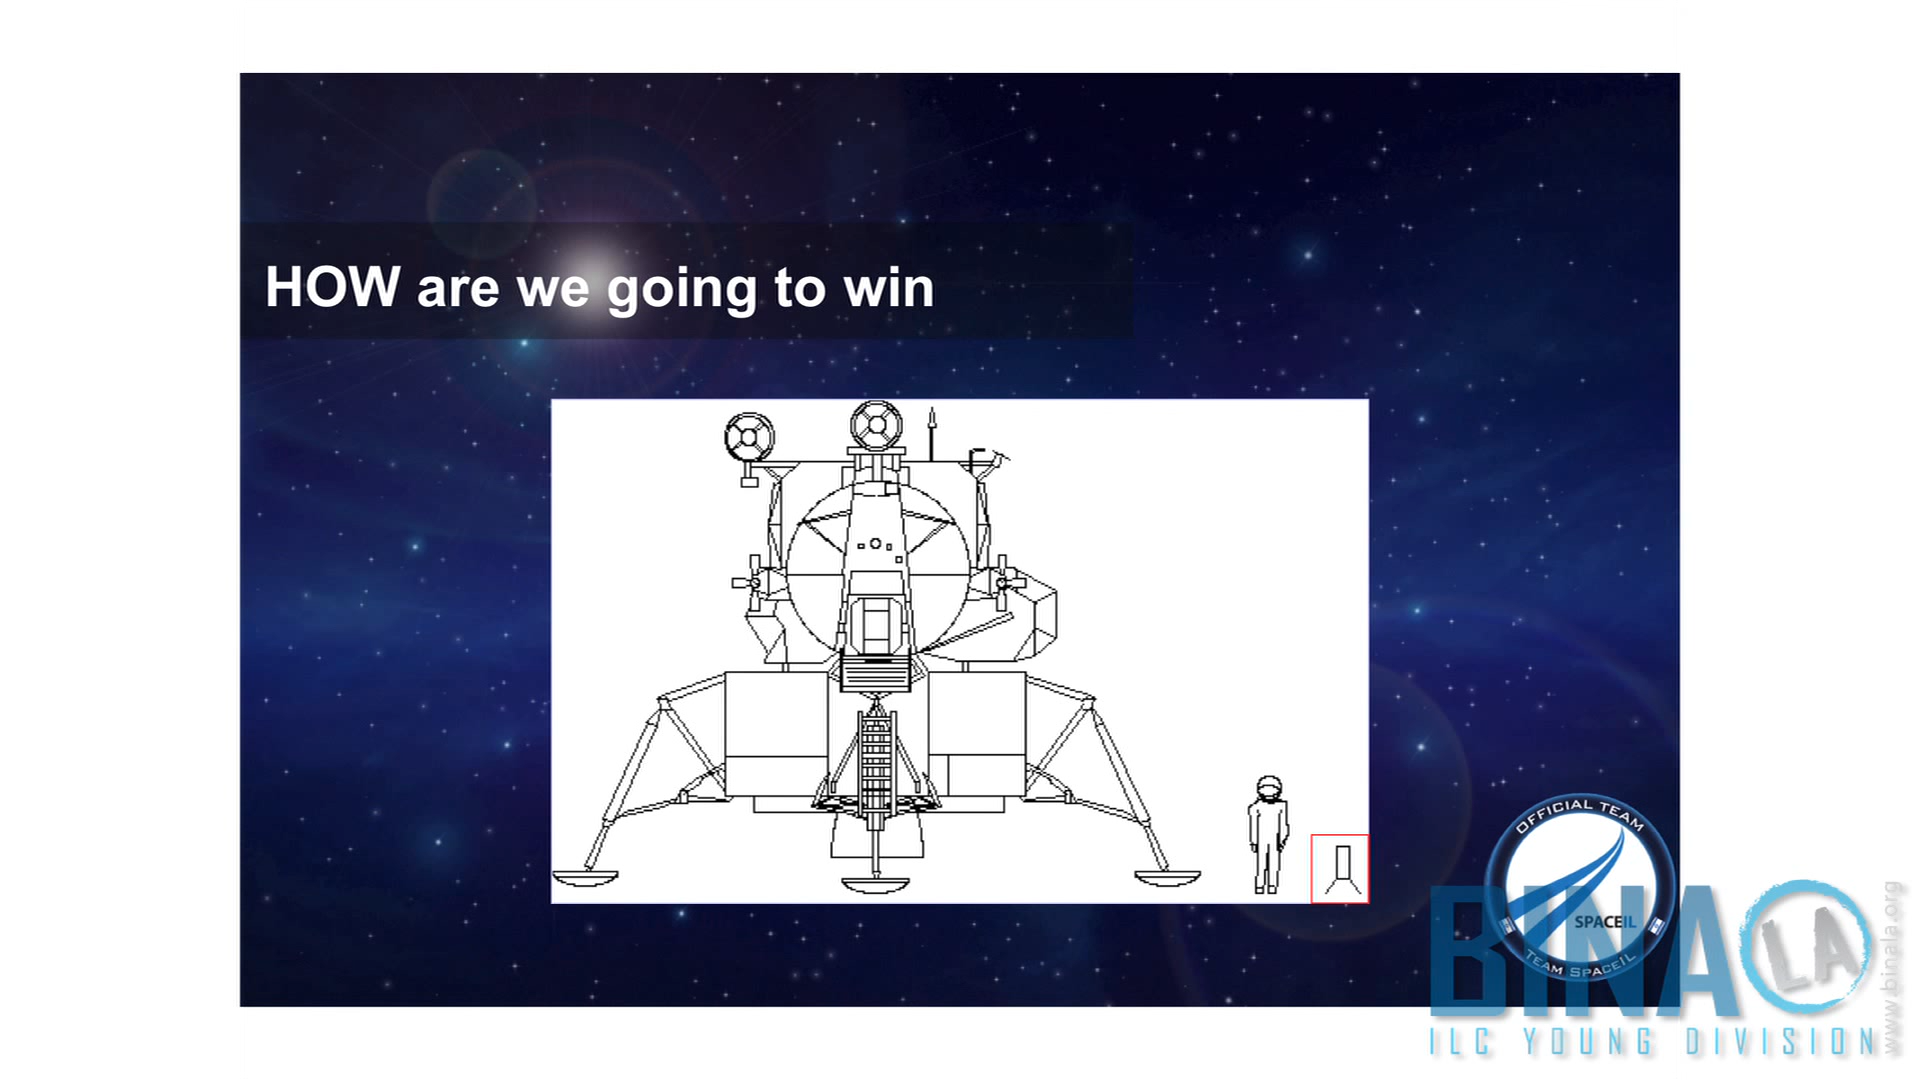 HOW are we going to win
OFFICIAL TEAM
SPACEIL
TEAM SPACEIL
BINA
LA
ILC YOUNG DIVISION
www.binala.org